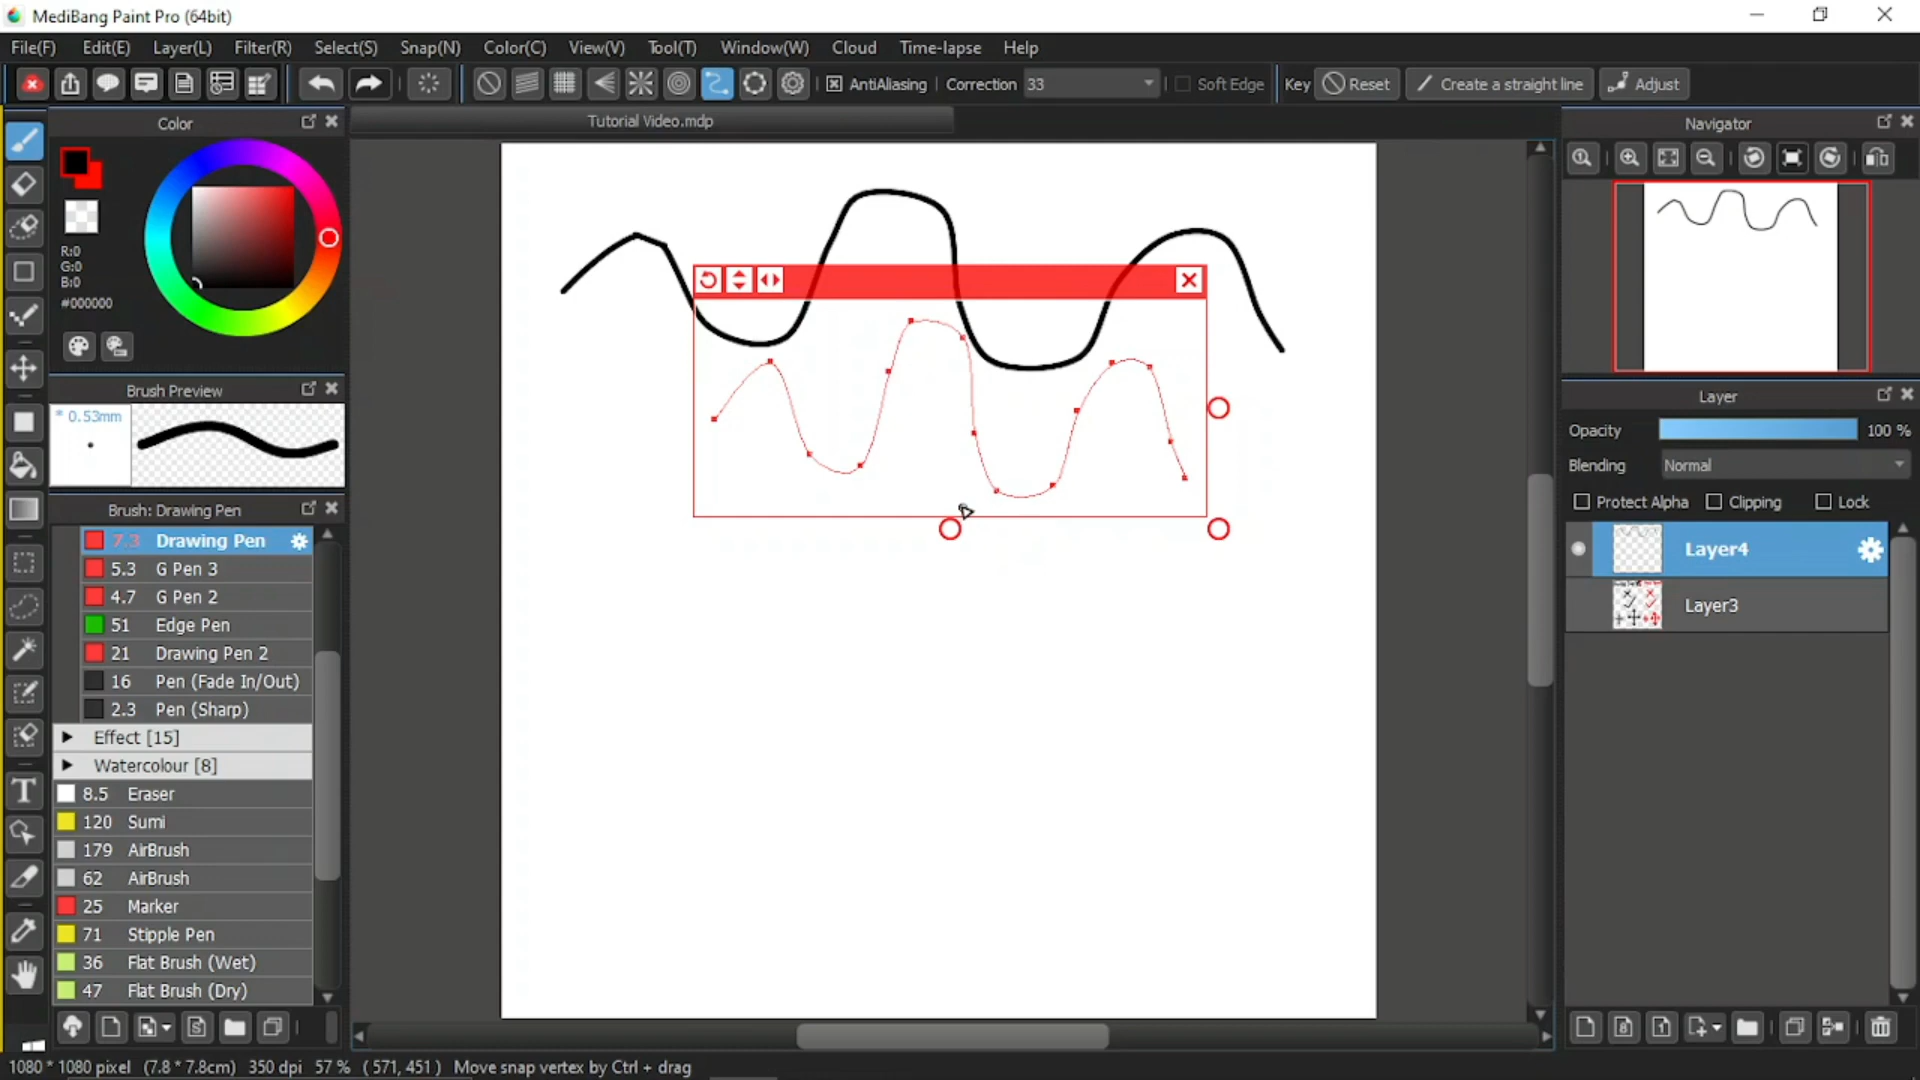 MediBang Paint Pro (64bit)
File(F) Edit(E) Layer(L) Filter(R) Select(S) Snap(N) Color(C) View(V) Tool(T) Window(W) Cloud Time-lapse Help
AntiAliasing Correction 33 Soft Edge Key Reset Create a straight line Adjust
Color
Tutorial Video.mdp
Navigator
R:0
G:0
B:0
#000000
Brush Preview
* 0.53mm
Layer
Opacity 100 %
Blending Normal
Protect Alpha Clipping Lock
Layer4
Layer3
Brush: Drawing Pen
7.3 Drawing Pen
5.3 G Pen 3
4.7 G Pen 2
51 Edge Pen
21 Drawing Pen 2
16 Pen (Fade In/Out)
2.3 Pen (Sharp)
Effect [15]
Watercolour [8]
8.5 Eraser
120 Sumi
179 AirBrush
62 AirBrush
25 Marker
71 Stipple Pen
36 Flat Brush (Wet)
47 Flat Brush (Dry)
1080 * 1080 pixel (7.8 * 7.8cm) 350 dpi 57 % ( 571, 451 ) Move snap vertex by Ctrl + drag